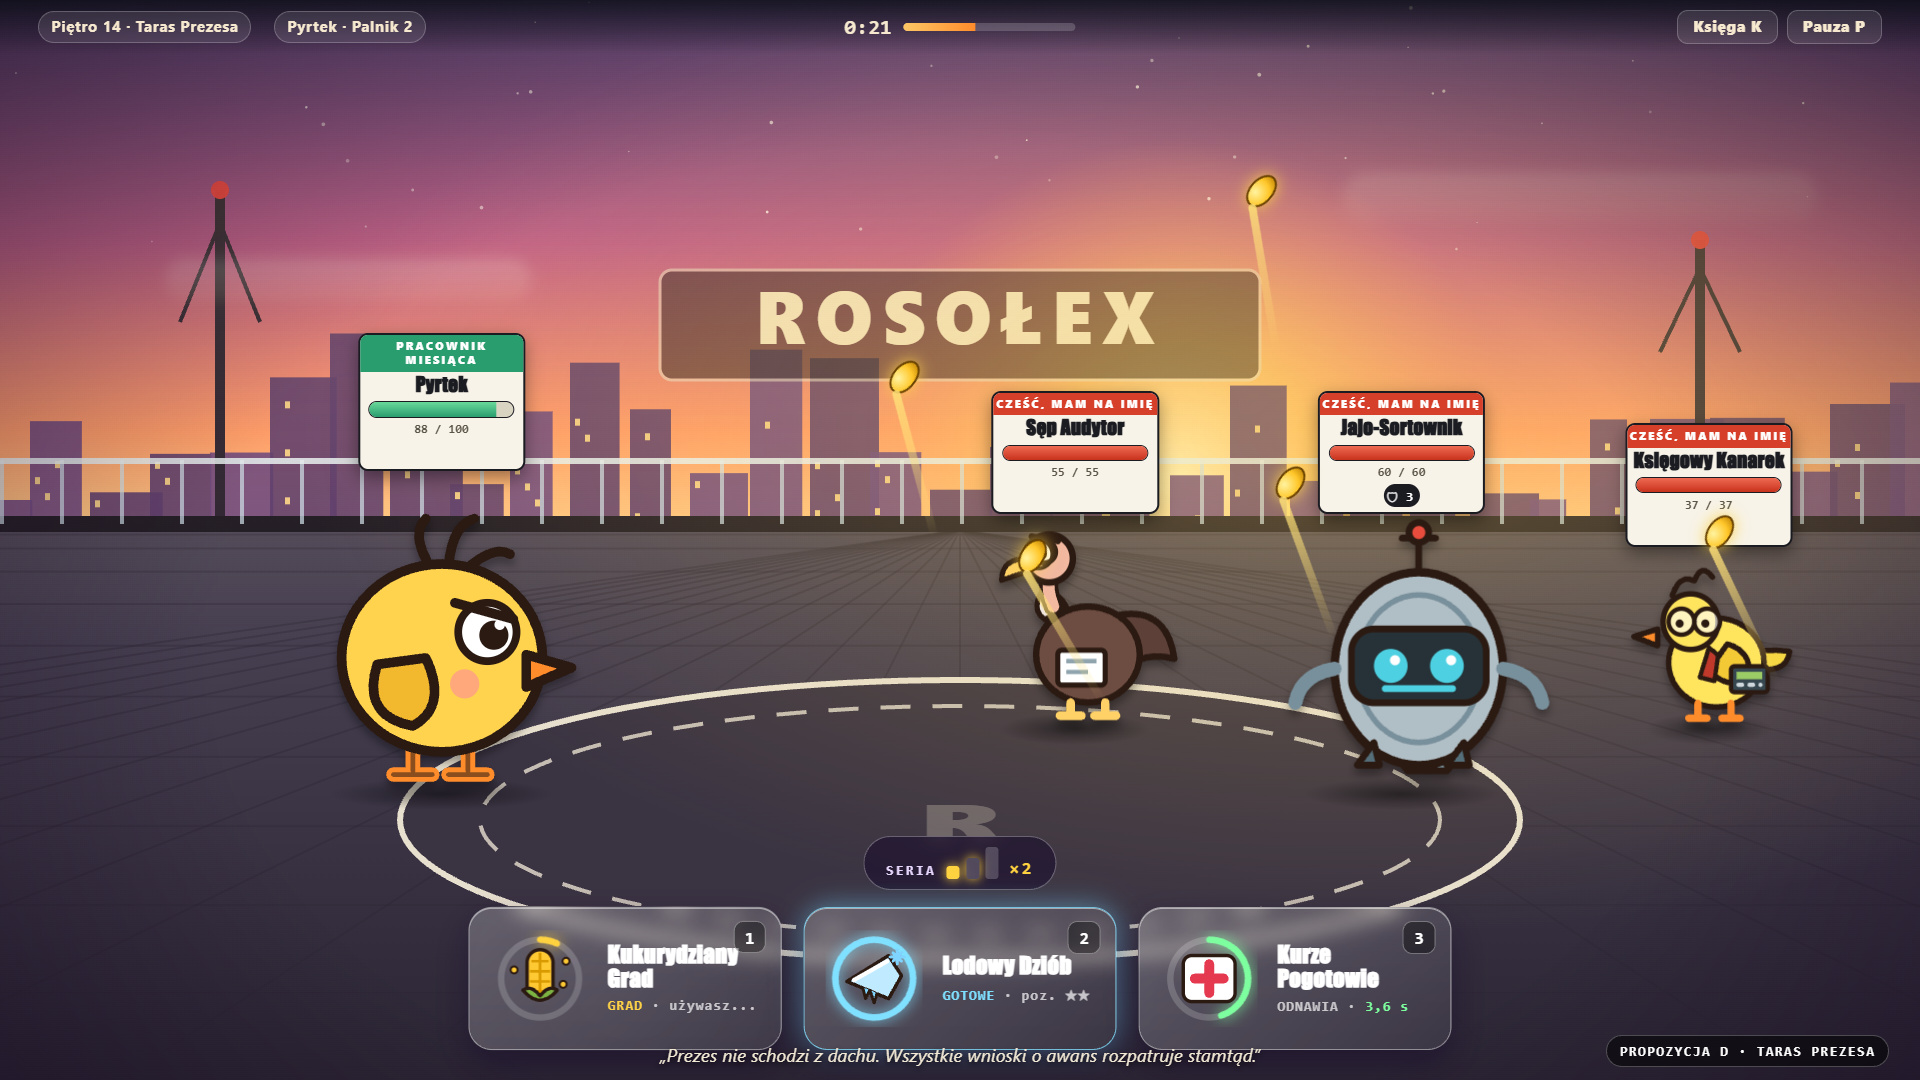 Piętro 14 · Taras Prezesa
Pyrtek · Palnik 2
0:21
Księga K
Pauza P
ROSOŁEX
PRACOWNIK
MIESIĄCA
Pyrtek
88 / 100
CZEŚĆ, MAM NA IMIĘ
Sęp Audytor
55 / 55
CZEŚĆ, MAM NA IMIĘ
Jajo-Sortownik
60 / 60
3
CZEŚĆ, MAM NA IMIĘ
Księgowy Kanarek
37 / 37
R
SERIA ×2
1
Kukurydziany
Grad
GRAD · używasz...
2
Lodowy Dziób
GOTOWE · poz. ★★
3
Kurze
Pogotowie
ODNAWIA · 3,6 s
„Prezes nie schodzi z dachu. Wszystkie wnioski o awans rozpatruje stamtąd.”
PROPOZYCJA D · TARAS PREZESA